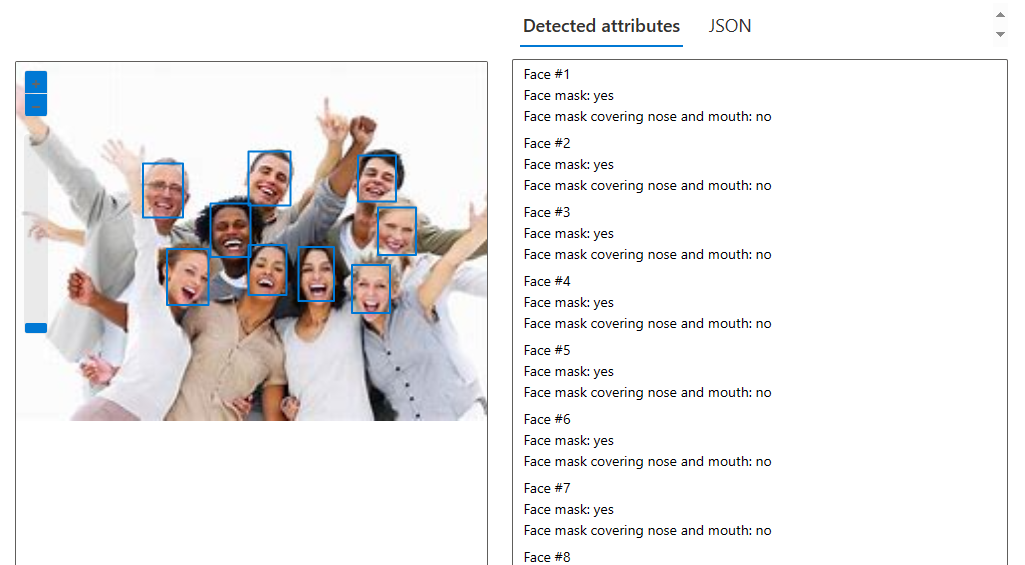 Detected attributes JSON
Face #1
Face mask: yes
Face mask covering nose and mouth: no
Face #2
Face mask: yes
Face mask covering nose and mouth: no
Face #3
Face mask: yes
Face mask covering nose and mouth: no
Face #4
Face mask: yes
Face mask covering nose and mouth: no
Face #5
Face mask: yes
Face mask covering nose and mouth: no
Face #6
Face mask: yes
Face mask covering nose and mouth: no
Face #7
Face mask: yes
Face mask covering nose and mouth: no
Face #8